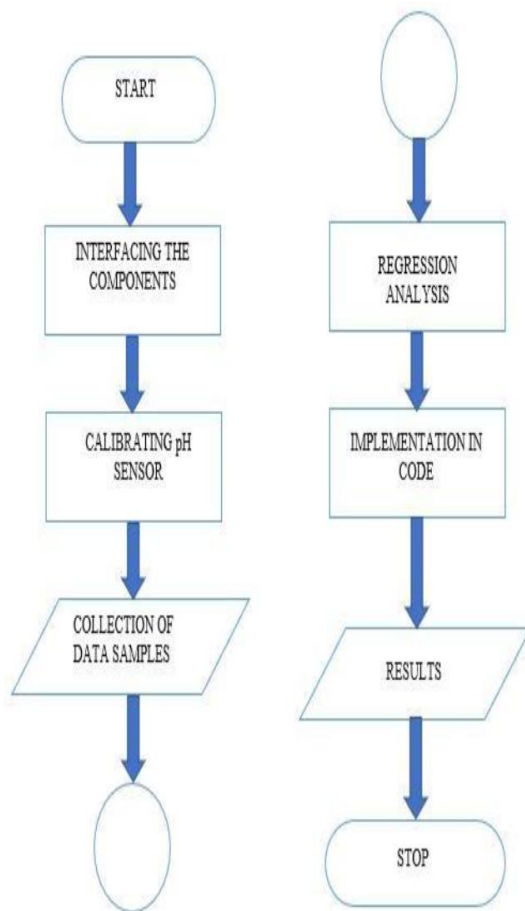 START
INTERFACING THE
COMPONENTS
CALIBRATING pH
SENSOR
COLLECTION OF
DATA SAMPLES
REGRESSION
ANALYSIS
IMPLEMENTATION IN
CODE
RESULTS
STOP